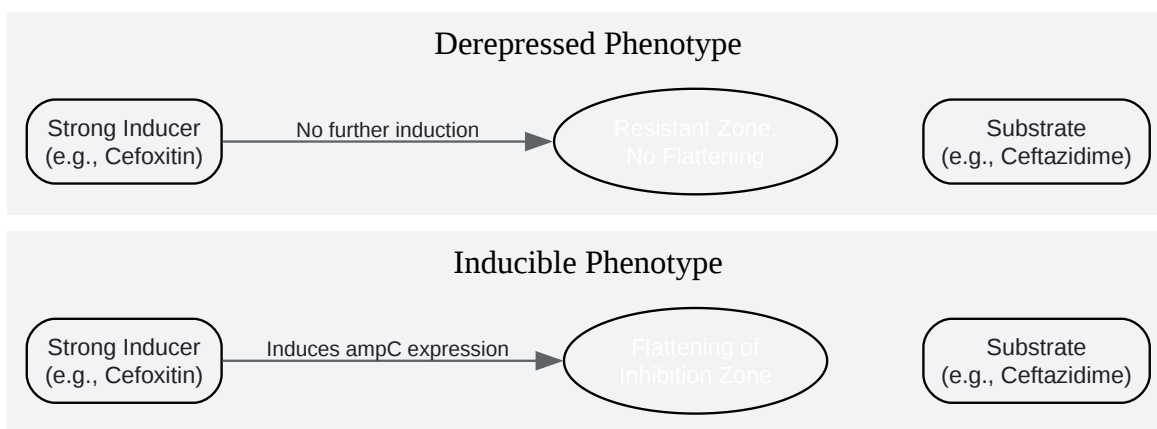 Derepressed Phenotype
Strong Inducer
(e.g., Cefoxitin)
No further induction
Resistant Zone,
No Flattening
Substrate
(e.g., Ceftazidime)
Inducible Phenotype
Strong Inducer
(e.g., Cefoxitin)
Induces ampC expression
Flattening of
Inhibition Zone
Substrate
(e.g., Ceftazidime)